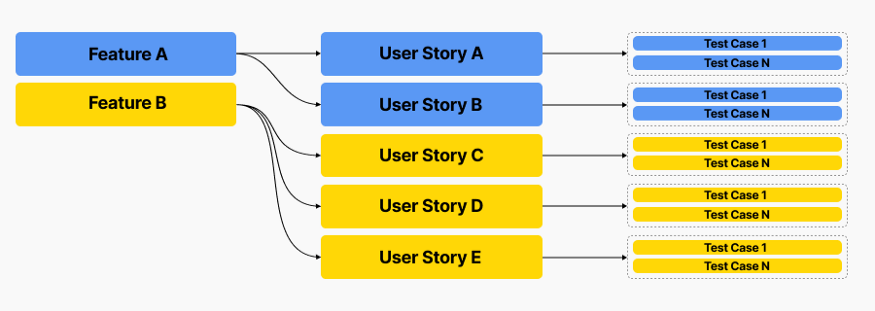 Feature A
Feature B
User Story A
User Story B
User Story C
User Story D
User Story E
Test Case 1
Test Case N
Test Case 1
Test Case N
Test Case 1
Test Case N
Test Case 1
Test Case N
Test Case 1
Test Case N